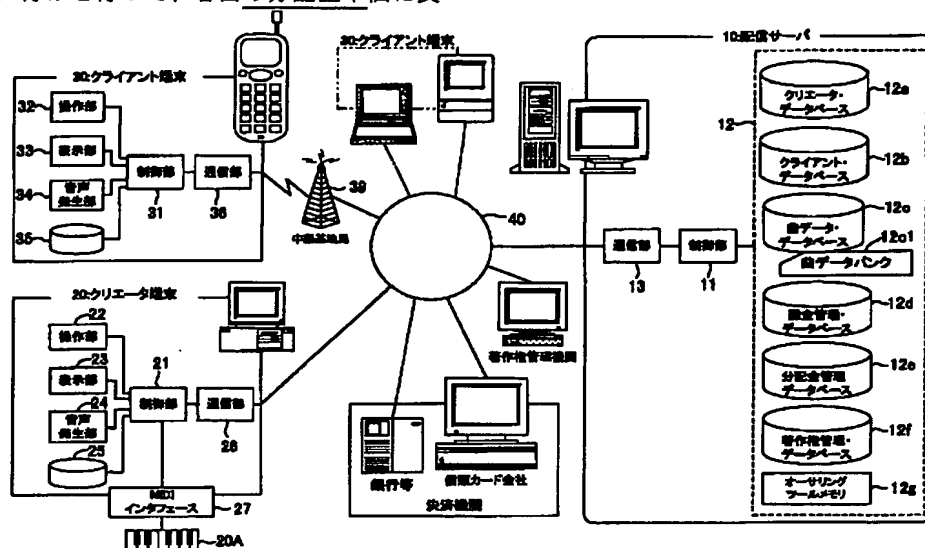 30:クライアント端末
32
操作部
33
表示部
34
音声
発生部
35
制御部
31
通信部
36
30:クライアント端末
39
中継基地局
40
20:クリエータ端末
22
操作部
23
表示部
24
音声
発生部
25
21
制御部
通信部
26
MIDI
インタフェース
27
20A
著作権管理機関
銀行等
信販カード会社
決済機関
10:配信サーバ
通信部
13
制御部
11
12
クリエータ・
データベース
12a
クライアント・
データベース
12b
曲データ・
データベース
12c
12c1
曲データバンク
課金管理・
データベース
12d
分配金管理
データベース
12e
著作権管理・
データベース
12f
オーサリング
ツールメモリ
12g